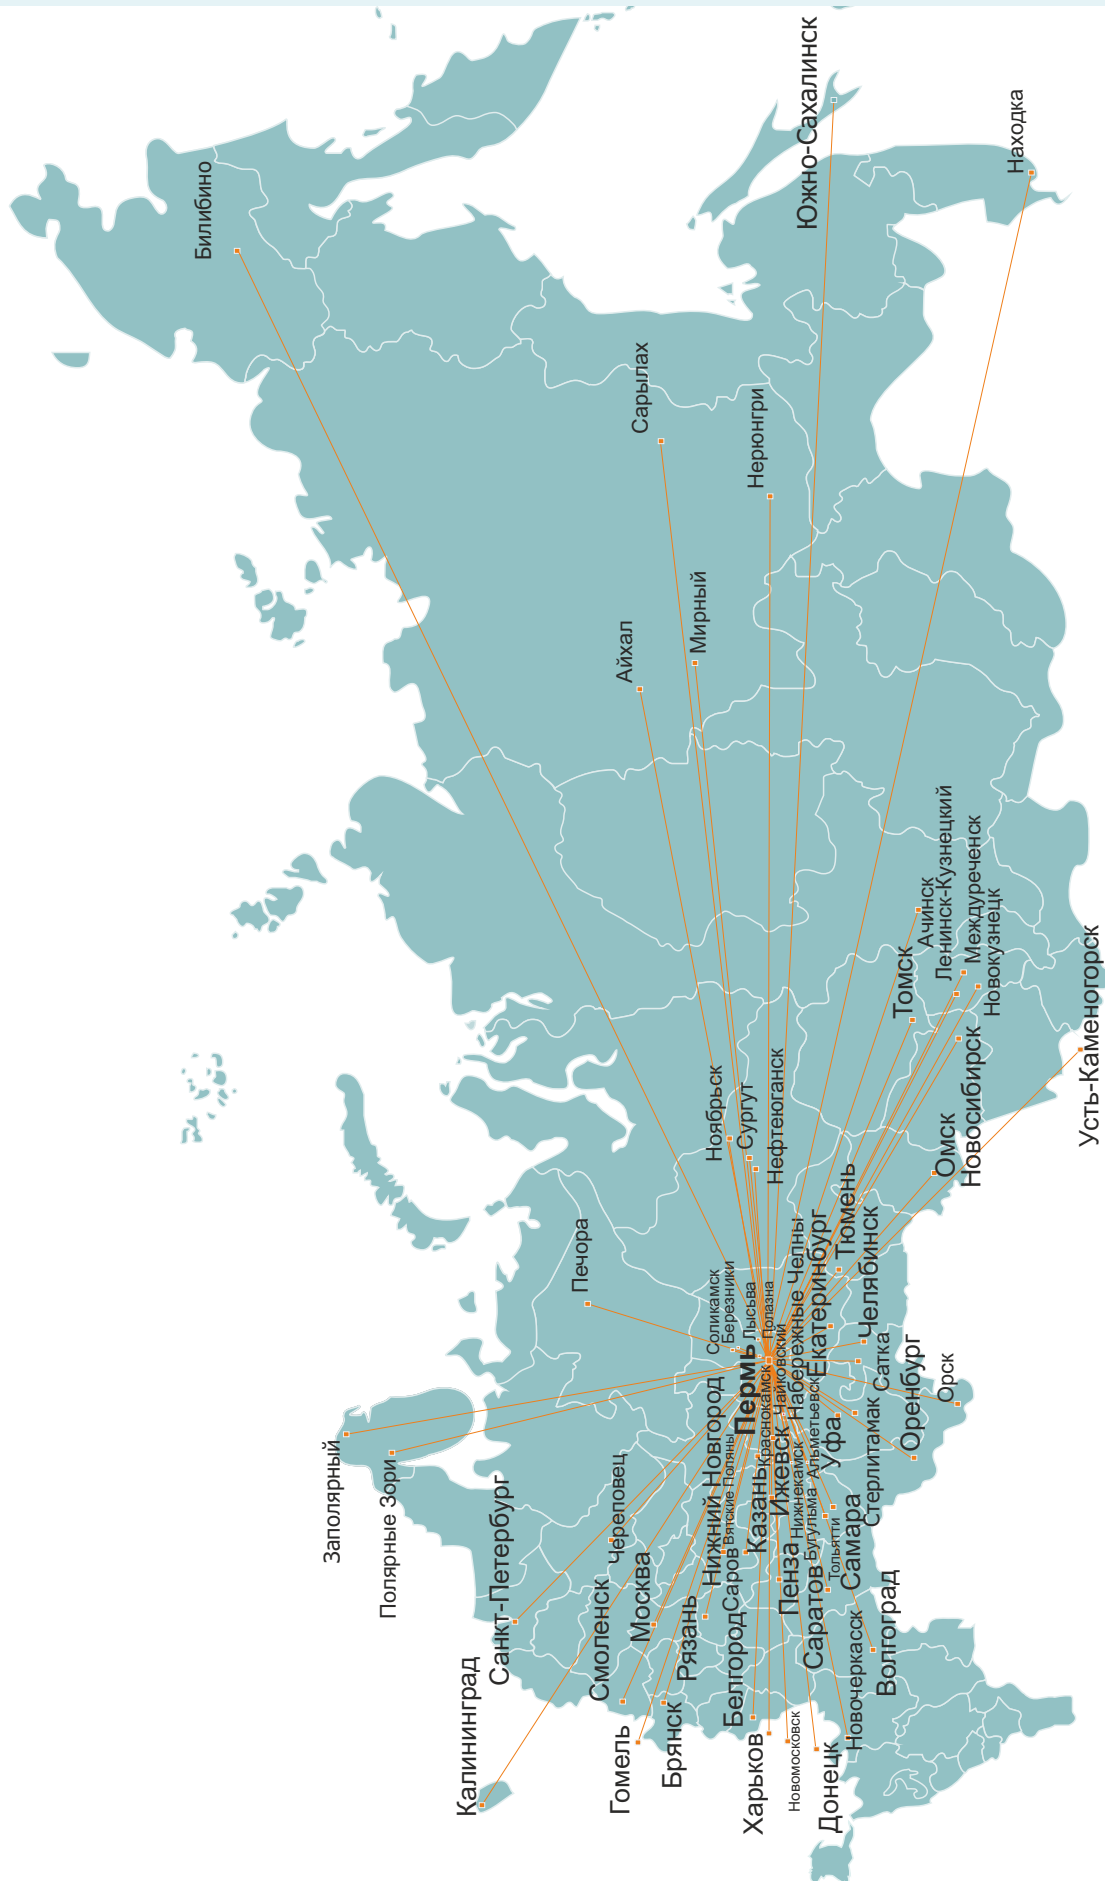 Билибино
Южно-Сахалинск
Находка
Сарылах
Нерюнгри
Мирный
Айхал
Ачинск
Ленинск-Кузнецкий
Междуреченск
Новокузнецк
Томск
Новосибирск
Усть-Каменогорск
Омск
Ноябрьск
Сургут
Нефтеюганск
Тюмень
Печора
Соликамск
Березники
Лысьва
Полазна
Набережные Челны
Екатеринбург
Челябинск
Пермь
Краснокамск
Чайковский
Сатка
Оренбург
Орск
Заполярный
Полярные Зори
Санкт-Петербург
Череповец
Нижний Новгород
Вятские Поляны
Казань
Ижевск
Нижнекамск
Альметьевск
Бугульма
Уфа
Стерлитамак
Калининград
Смоленск
Москва
Рязань
Саров
Пенза
Тольятти
Самара
Саратов
Гомель
Брянск
Белгород
Харьков
Новомосковск
Донецк
Новочеркасск
Волгоград